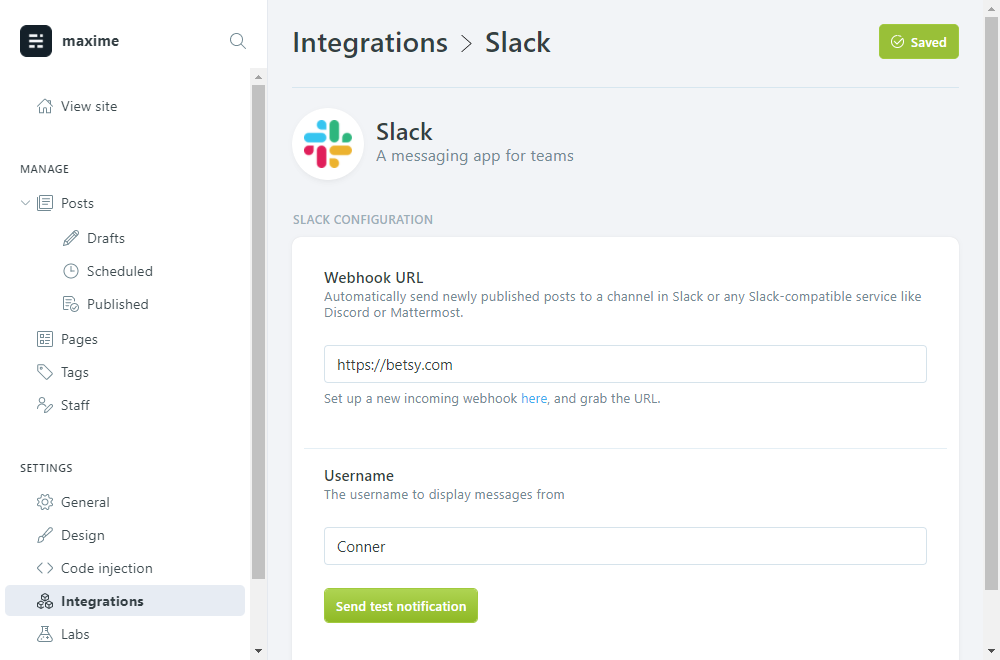 maxime
View site
MANAGE
Posts
Drafts
Scheduled
Published
Pages
Tags
Staff
SETTINGS
General
Design
Code injection
Integrations
Labs
Integrations > Slack
Saved
Slack
A messaging app for teams
SLACK CONFIGURATION
Webhook URL
Automatically send newly published posts to a channel in Slack or any Slack-compatible service like
Discord or Mattermost.
https://betsy.com
Set up a new incoming webhook here, and grab the URL.
Username
The username to display messages from
Conner
Send test notification